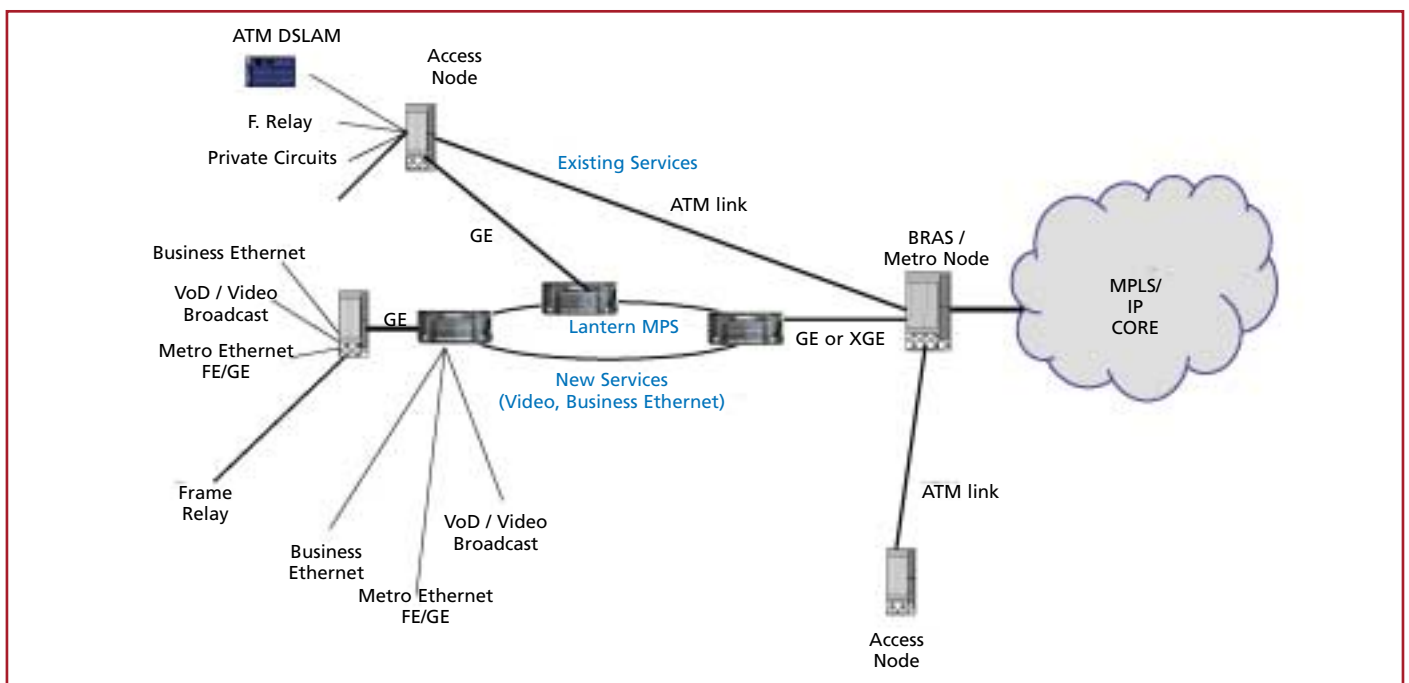 ATM DSLAM
Access
Node
F. Relay
Private Circuits
Existing Services
ATM link
GE
BRAS /
Metro Node
Business Ethernet
VoD / Video
Broadcast
GE
Lantern MPS
GE or XGE
MPLS/
IP
CORE
Metro Ethernet
FE/GE
New Services
(Video, Business Ethernet)
Frame
Relay
ATM link
VoD / Video
Broadcast
Business
Ethernet
Metro Ethernet
FE/GE
Access
Node